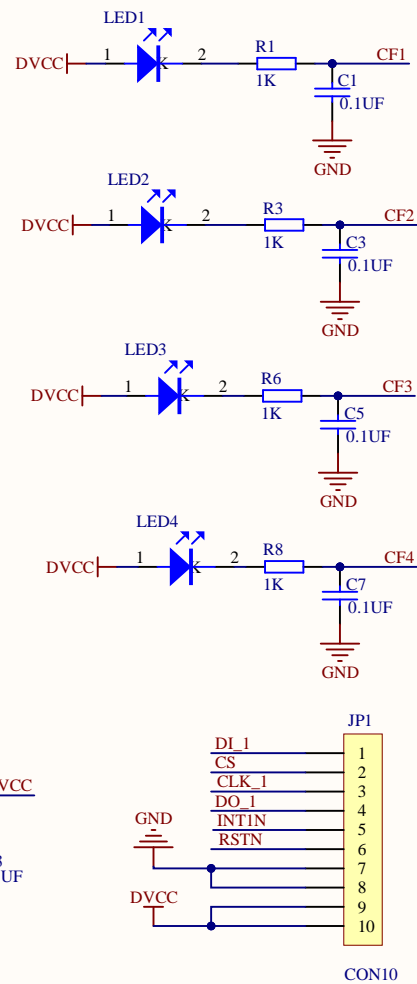 LED1
DVCC 1 K 2 R1 1K CF1
C1
0.1UF
GND
LED2
DVCC 1 K 2 R3 1K CF2
C3
0.1UF
GND
LED3
DVCC 1 K 2 R6 1K CF3
C5
0.1UF
GND
LED4
DVCC 1 K 2 R8 1K CF4
C7
0.1UF
GND
JP1
DI_1 1
CS 2
CLK_1 3
DO_1 4
INT1N 5
RSTN 6
GND 7
8
DVCC 9
10
CON10
VCC
UF